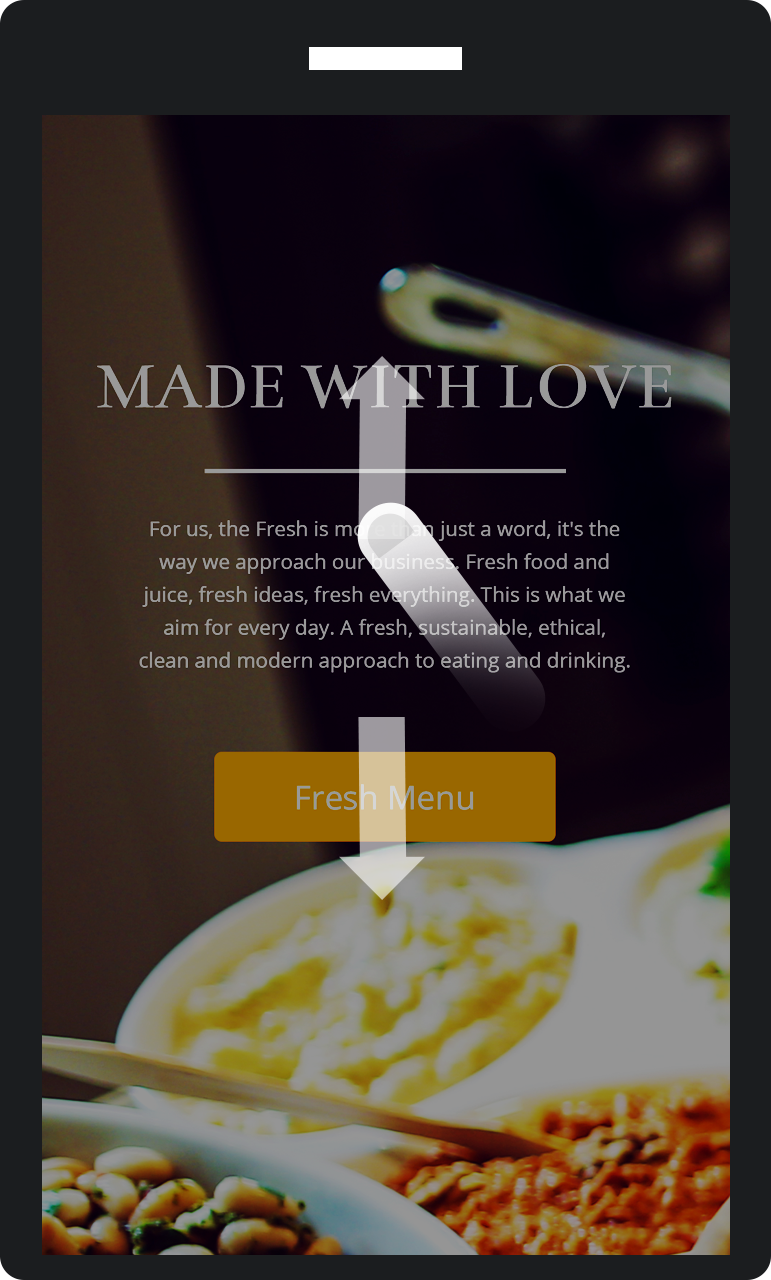 MADE WITH LOVE
For us, the Fresh is more than just a word, it's the
way we approach our business. Fresh food and
juice, fresh ideas, fresh everything. This is what we
aim for every day. A fresh, sustainable, ethical,
clean and modern approach to eating and drinking.
Fresh Menu